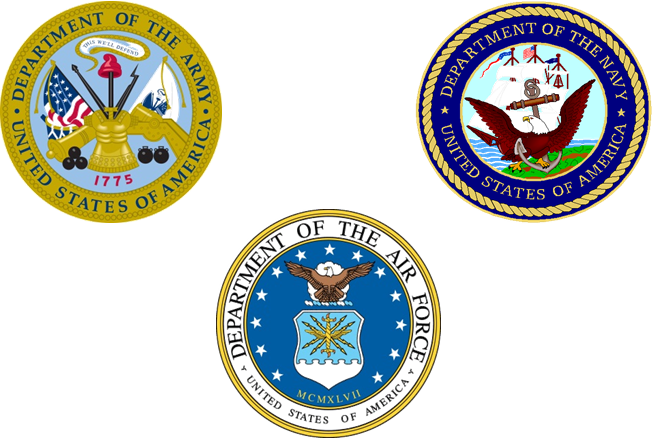 DEPARTMENT OF THE ARMY
THIS WE'LL DEFEND
1775
UNITED STATES OF AMERICA
DEPARTMENT OF THE NAVY
UNITED STATES OF AMERICA
DEPARTMENT OF THE AIR FORCE
MCMXLVII
UNITED STATES OF AMERICA